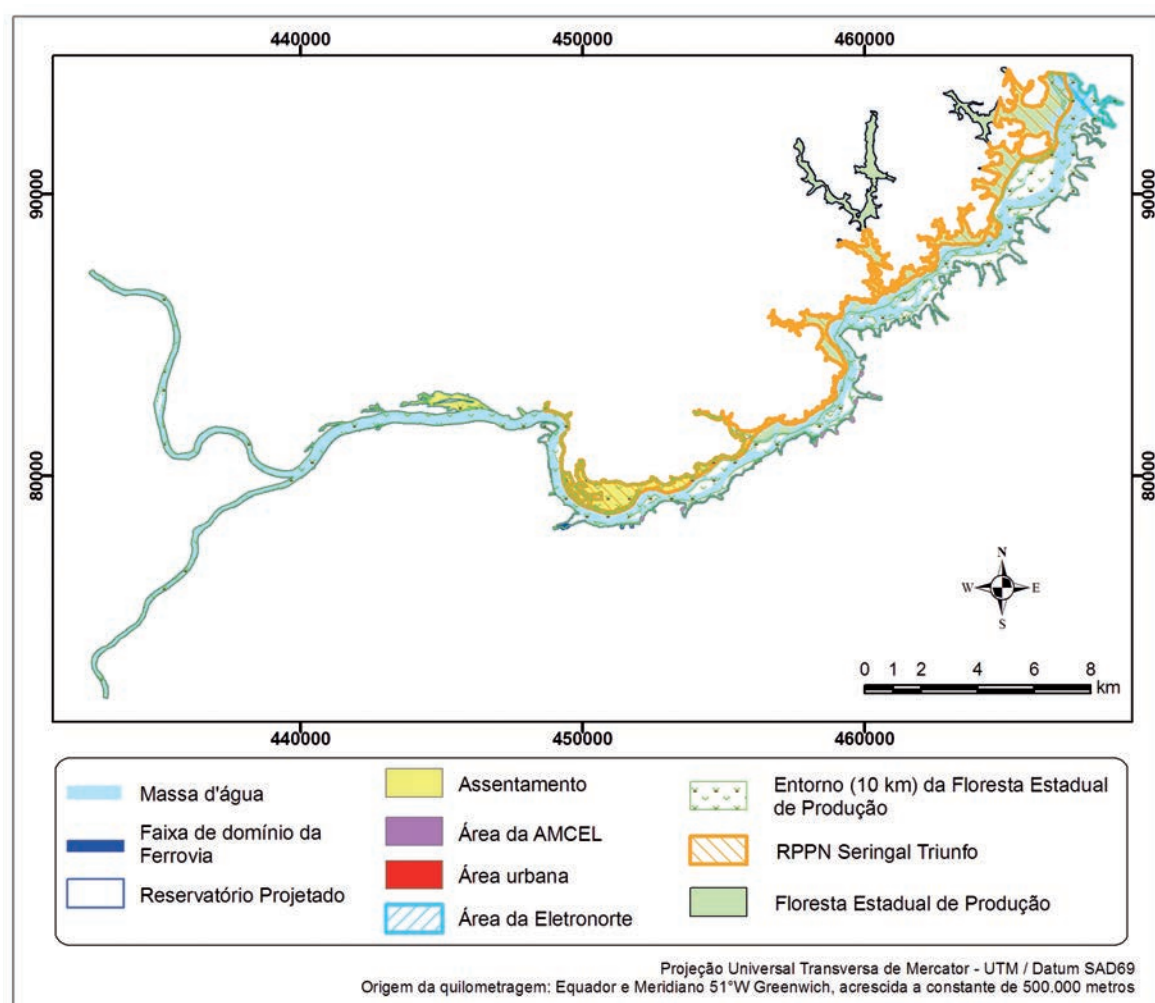 440000
450000
460000
90000
90000
80000
80000
N
W
E
S
0 1 2 4 6 8
km
440000
450000
460000
Massa d'água
Faixa de domínio da
Ferrovia
Reservatório Projetado
Assentamento
Área da AMCEL
Área urbana
Área da Eletronorte
Entorno (10 km) da Floresta Estadual
de Produção
RPPN Seringal Triunfo
Floresta Estadual de Produção
Projeção Universal Transversa de Mercator - UTM / Datum SAD69
Origem da quilometragem: Equador e Meridiano 51°W Greenwich, acrescida a constante de 500.000 metros